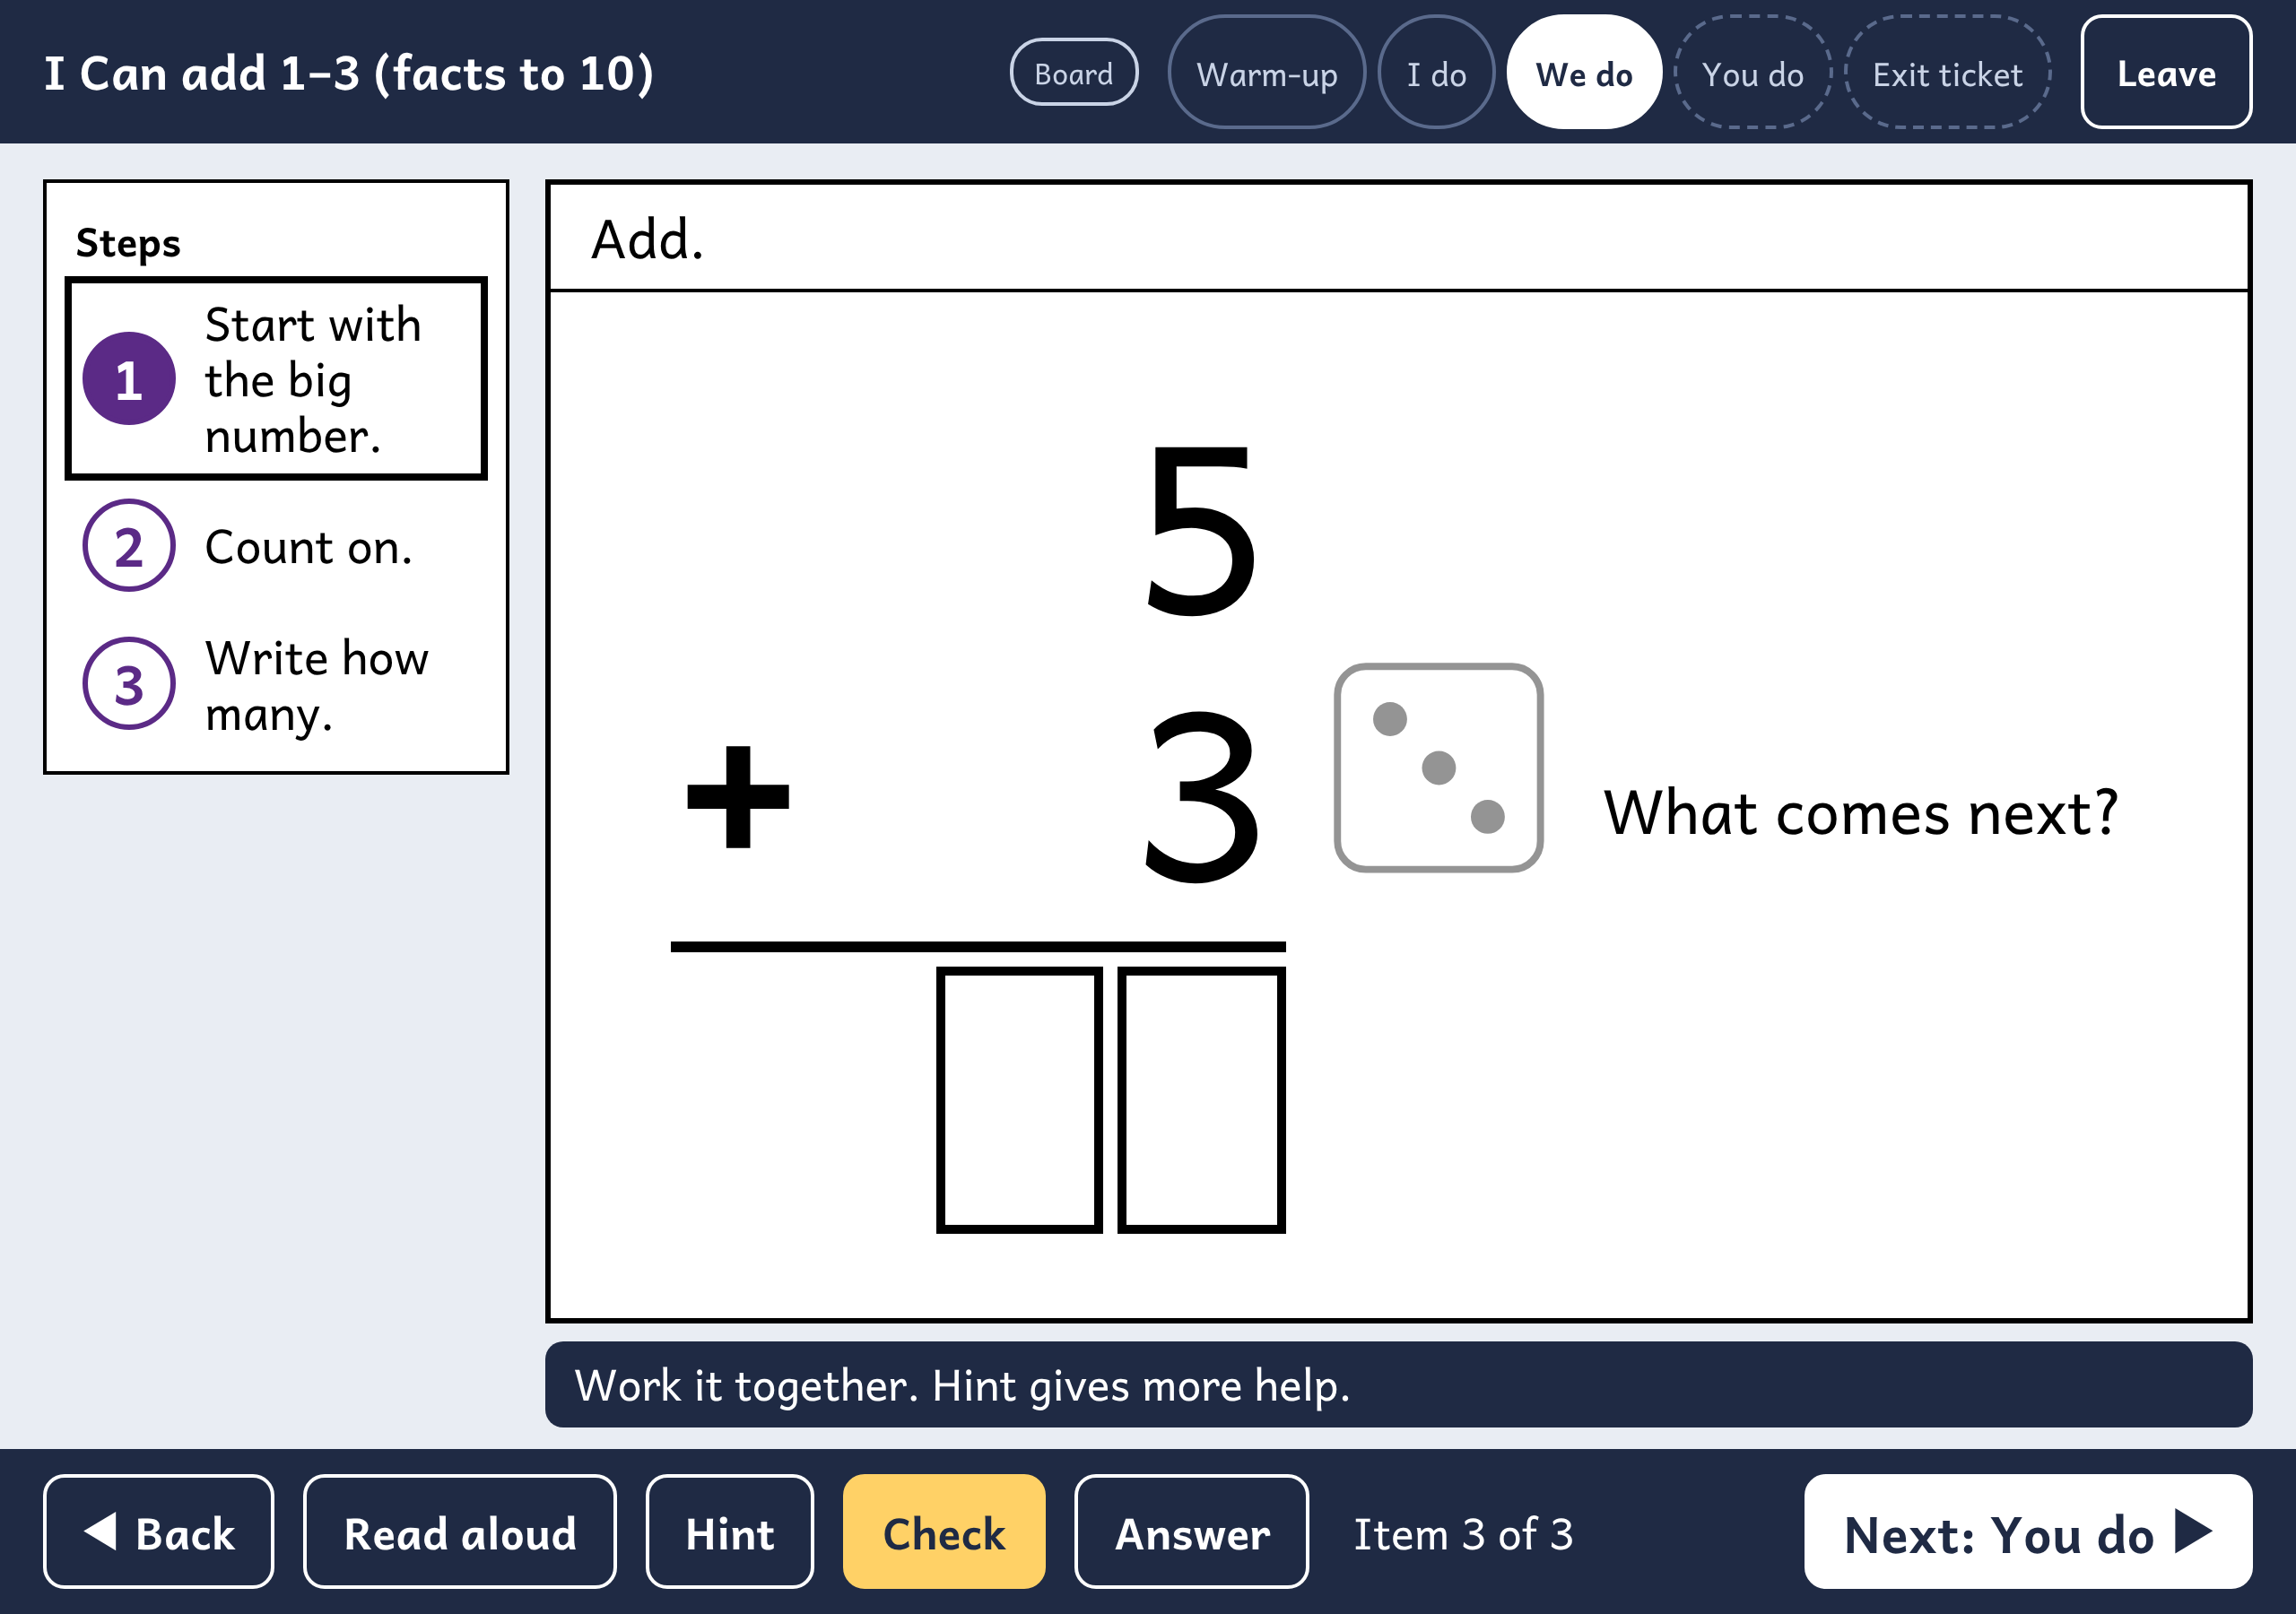 I Can add 1–3 (facts to 10)
Board
Warm-up
I do
We do
You do
Exit ticket
Leave
Steps
1
Start with
the big
number.
2
Count on.
3
Write how
many.
Add.
5
+ 3
What comes next?
Work it together. Hint gives more help.
Back
Read aloud
Hint
Check
Answer
Item 3 of 3
Next: You do